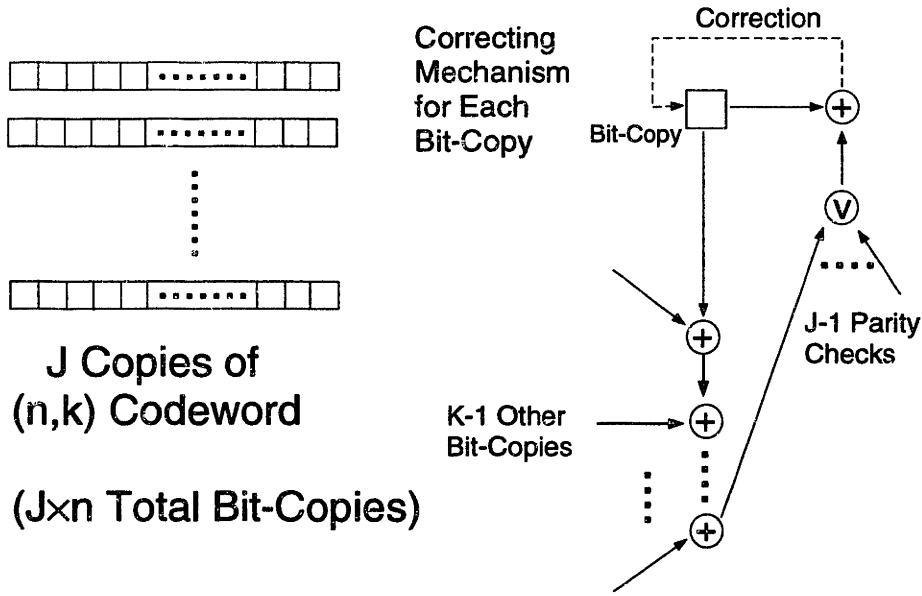 Correction
Correcting
Mechanism
for Each
Bit-Copy
Bit-Copy
V
J-1 Parity
Checks
J Copies of
(n,k) Codeword
K-1 Other
Bit-Copies
(J×n Total Bit-Copies)